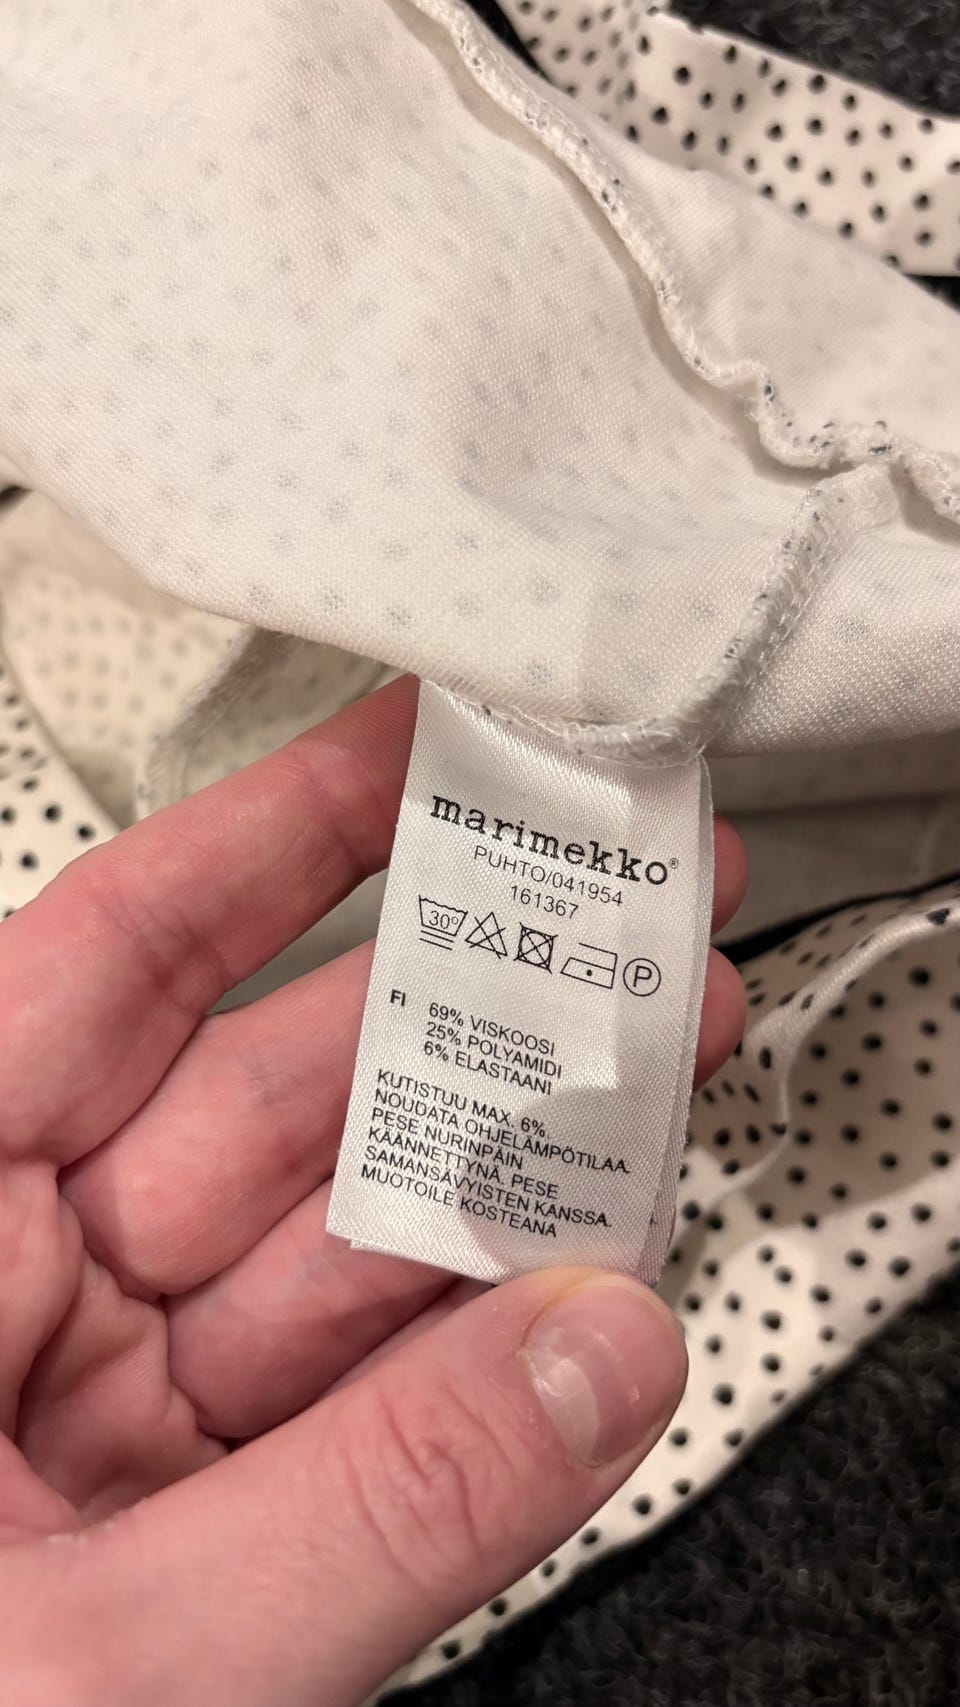 marimekko®
PUHTO/041954
161367
30°
P
FI 69% VISKOOSI
25% POLYAMIDI
6% ELASTAANI
KUTISTUU MAX. 6%.
NOUDATA OHJELÄMPÖTILAA.
PESE NURINPÄIN
KÄÄNNETTYNÄ. PESE
SAMANSÄVYISTEN KANSSA.
MUOTOILE KOSTEANA